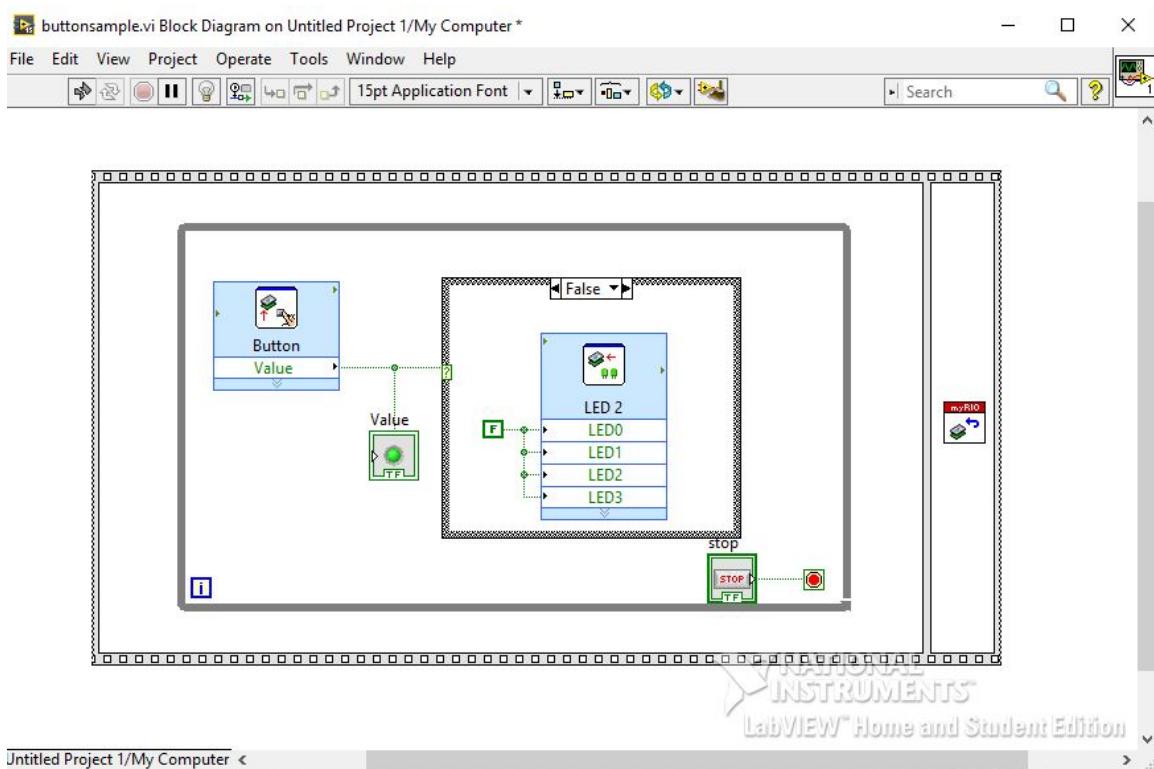 buttonsample.vi Block Diagram on Untitled Project 1/My Computer *
File Edit View Project Operate Tools Window Help
15pt Application Font
Search
1
False
Button
Value
Value
TF
LED 2
F
LED0
LED1
LED2
LED3
myRIO
stop
STOP
TF
i
?
NATIONAL
INSTRUMENTS
LabVIEW™ Home and Student Edition
Untitled Project 1/My Computer